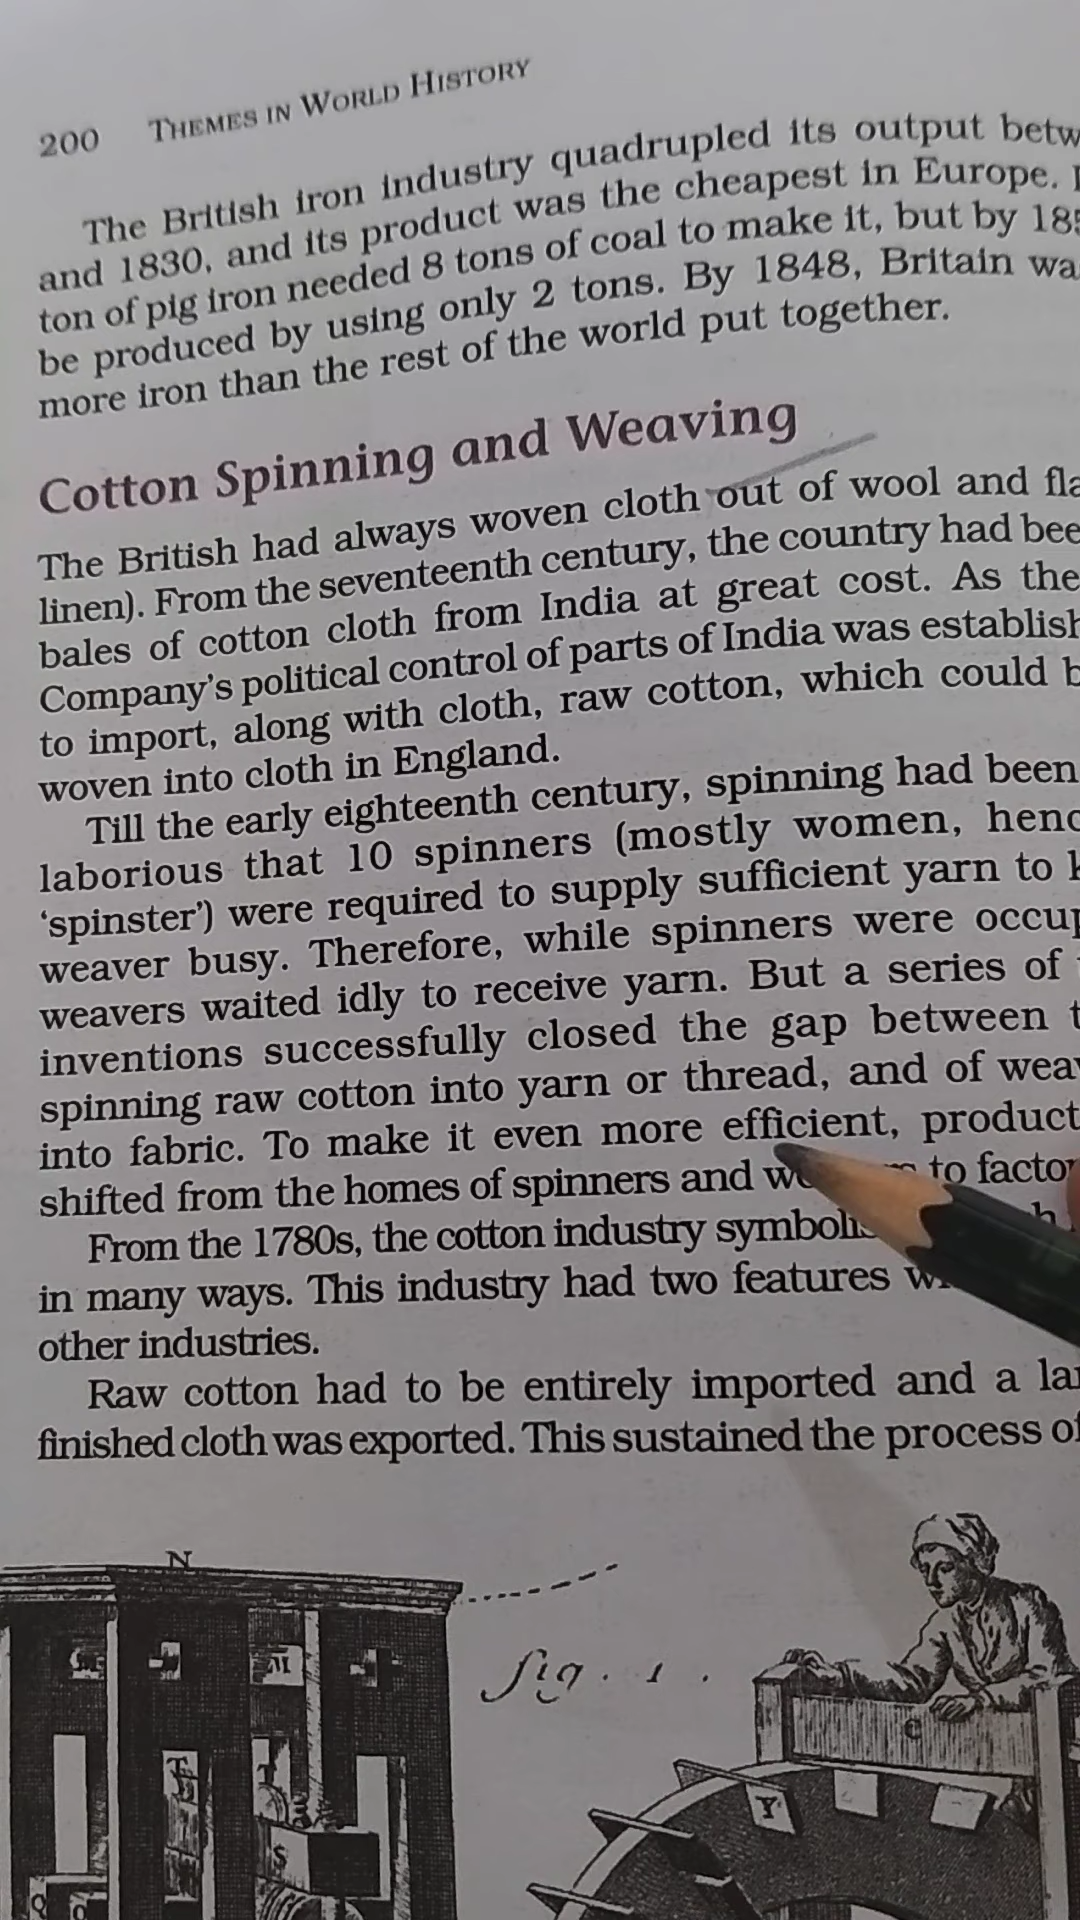 200 THEMES IN WORLD HISTORY
The British iron industry quadrupled its output
and 1830, and its product was the cheapest in Europe.
ton of pig iron needed 8 tons of coal to make it, but by
be produced by using only 2 tons. By 1848, Britain
more iron than the rest of the world put together.
Cotton Spinning and Weaving
The British had always woven cloth out of wool and
linen). From the seventeenth century, the country had
bales of cotton cloth from India at great cost. As the
Company's political control of parts of India was
to import, along with cloth, raw cotton, which could
woven into cloth in England.
Till the early eighteenth century, spinning had been
laborious that 10 spinners (mostly women,
'spinster') were required to supply sufficient yarn to
weaver busy. Therefore, while spinners were
weavers waited idly to receive yarn. But a series of
inventions successfully closed the gap between
spinning raw cotton into yarn or thread, and of
into fabric. To make it even more efficient,
shifted from the homes of spinners and to
From the 1780s, the cotton industry
in many ways. This industry had two features
other industries.
Raw cotton had to be entirely imported and a
finished cloth was exported. This sustained the process
N
fig. 1.
M
C
T
Y
S
Q